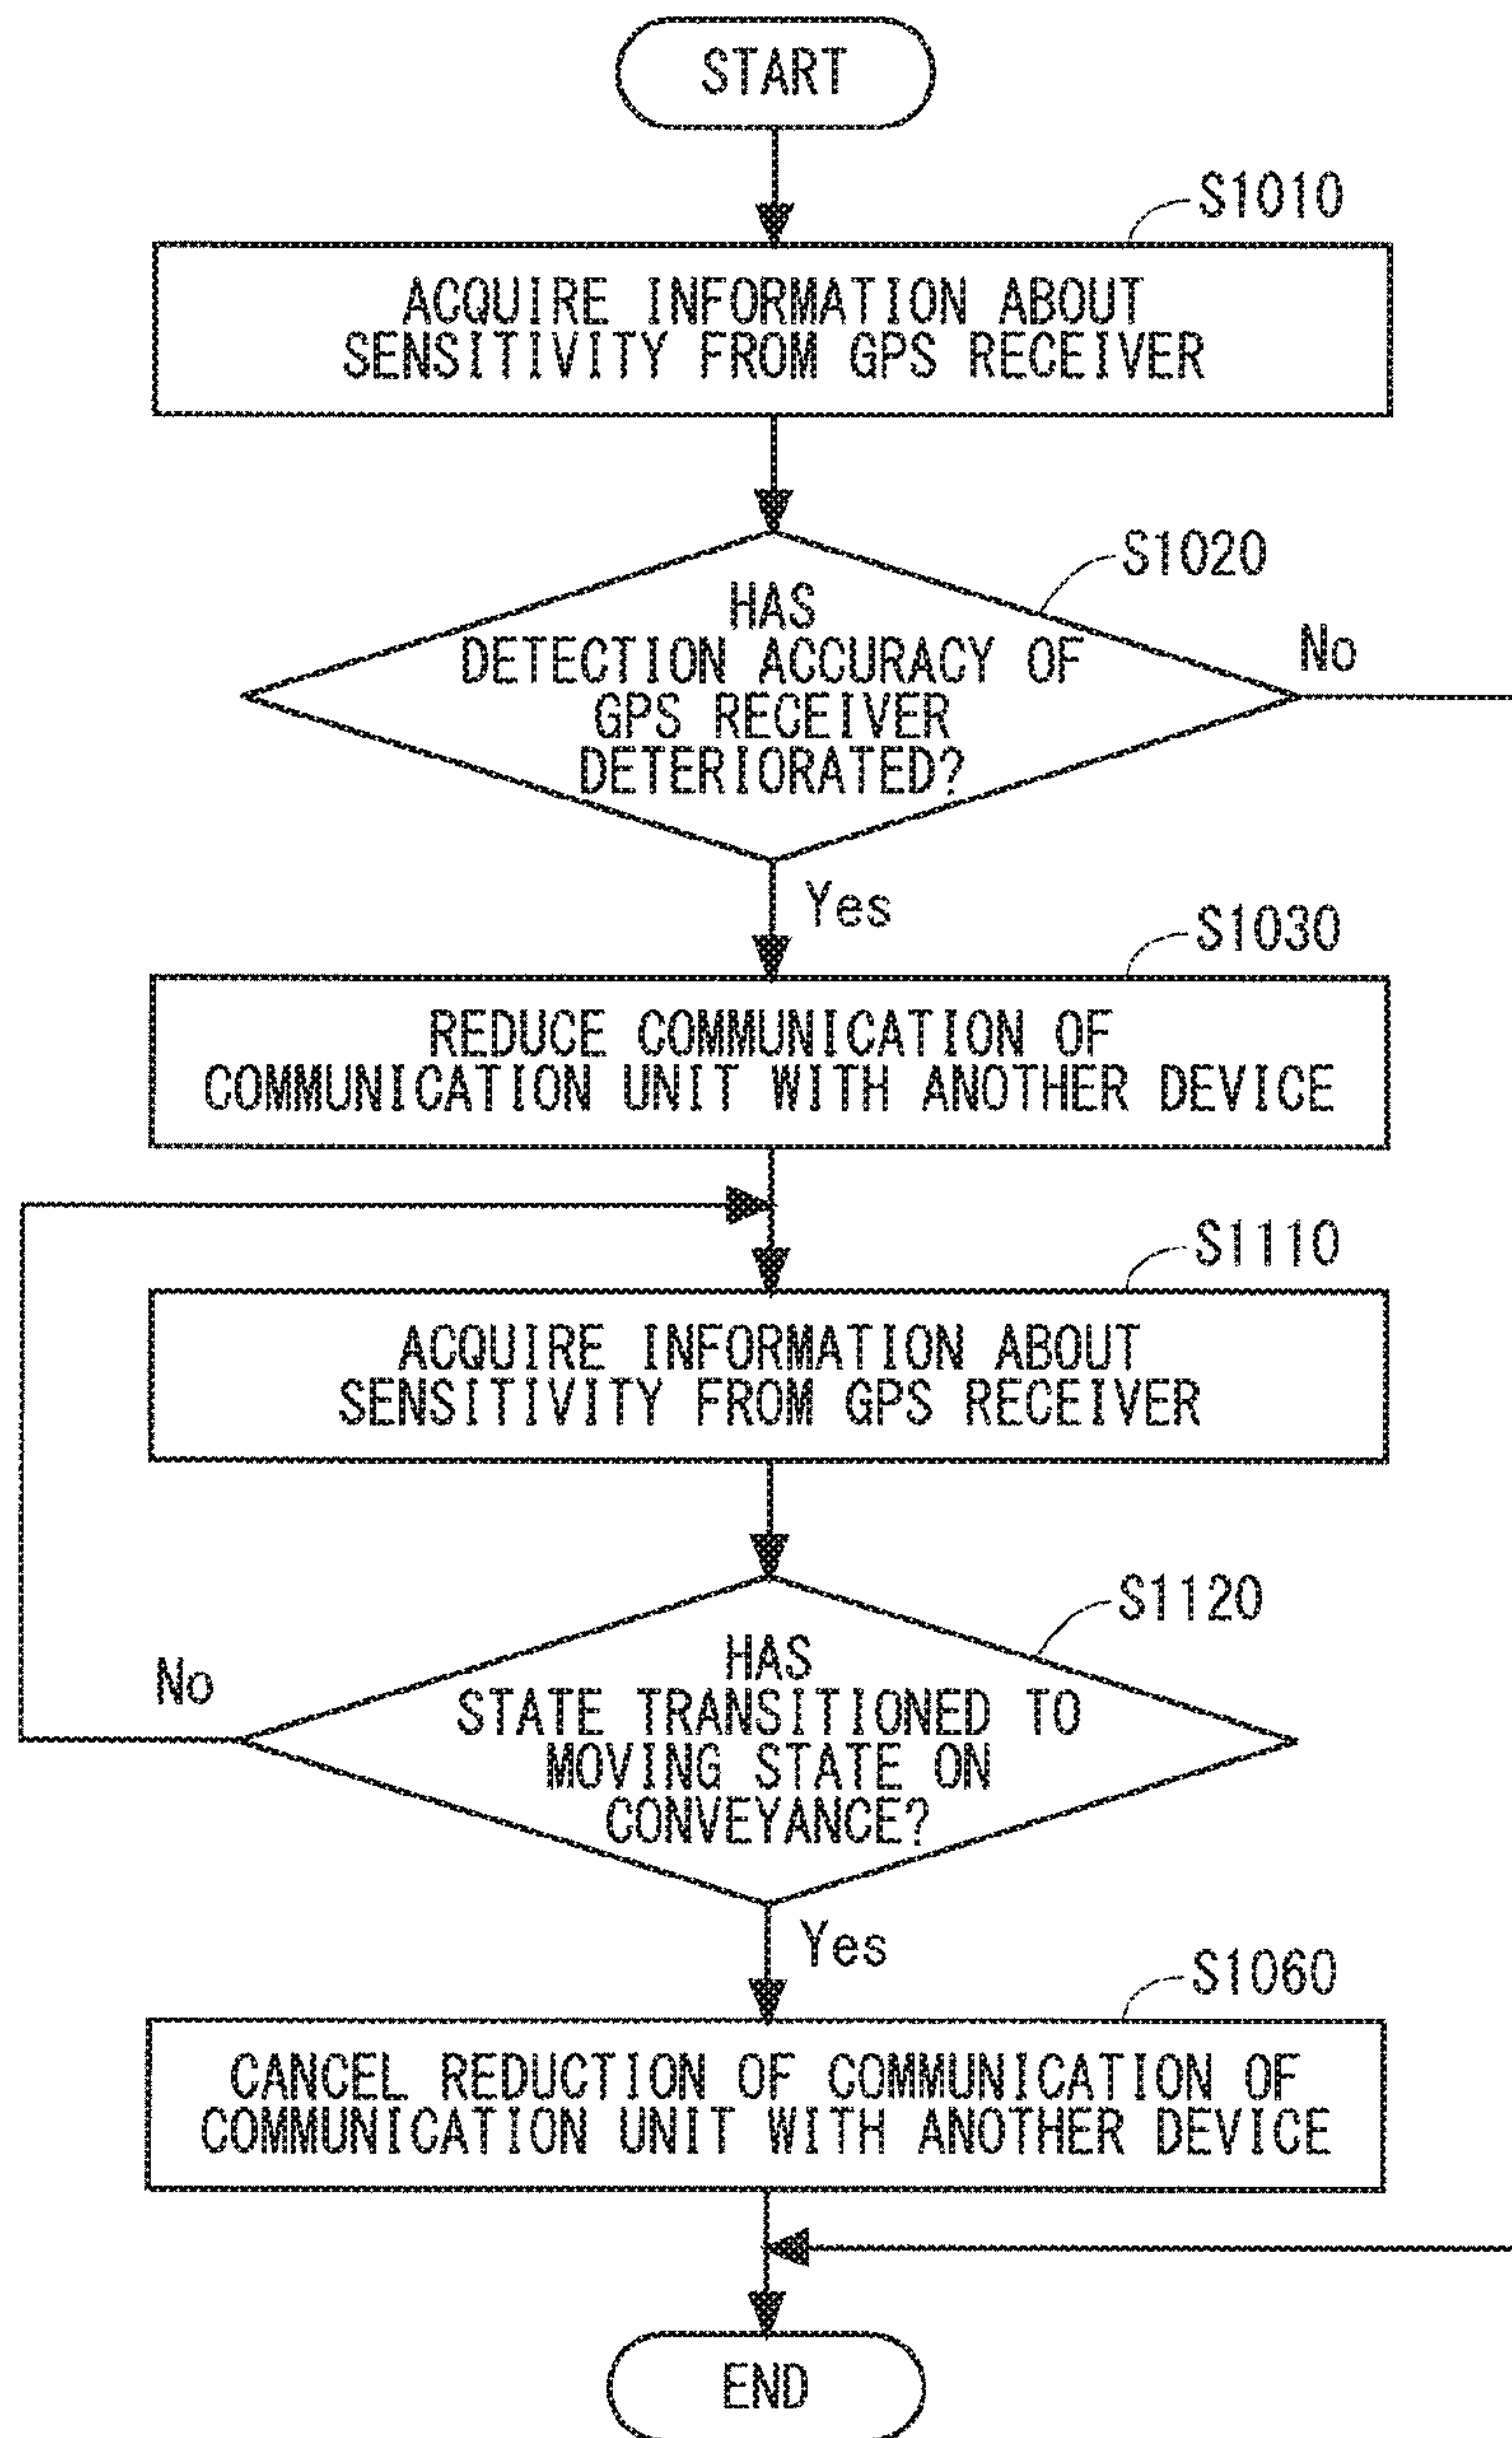 START
S1010
ACQUIRE INFORMATION ABOUT
SENSITIVITY FROM GPS RECEIVER
S1020
HAS
DETECTION ACCURACY OF
GPS RECEIVER
DETERIORATED?
No
Yes
S1030
REDUCE COMMUNICATION OF
COMMUNICATION UNIT WITH ANOTHER DEVICE
S1110
ACQUIRE INFORMATION ABOUT
SENSITIVITY FROM GPS RECEIVER
S1120
HAS
STATE TRANSITIONED TO
MOVING STATE ON
CONVEYANCE?
No
Yes
S1060
CANCEL REDUCTION OF COMMUNICATION OF
COMMUNICATION UNIT WITH ANOTHER DEVICE
END